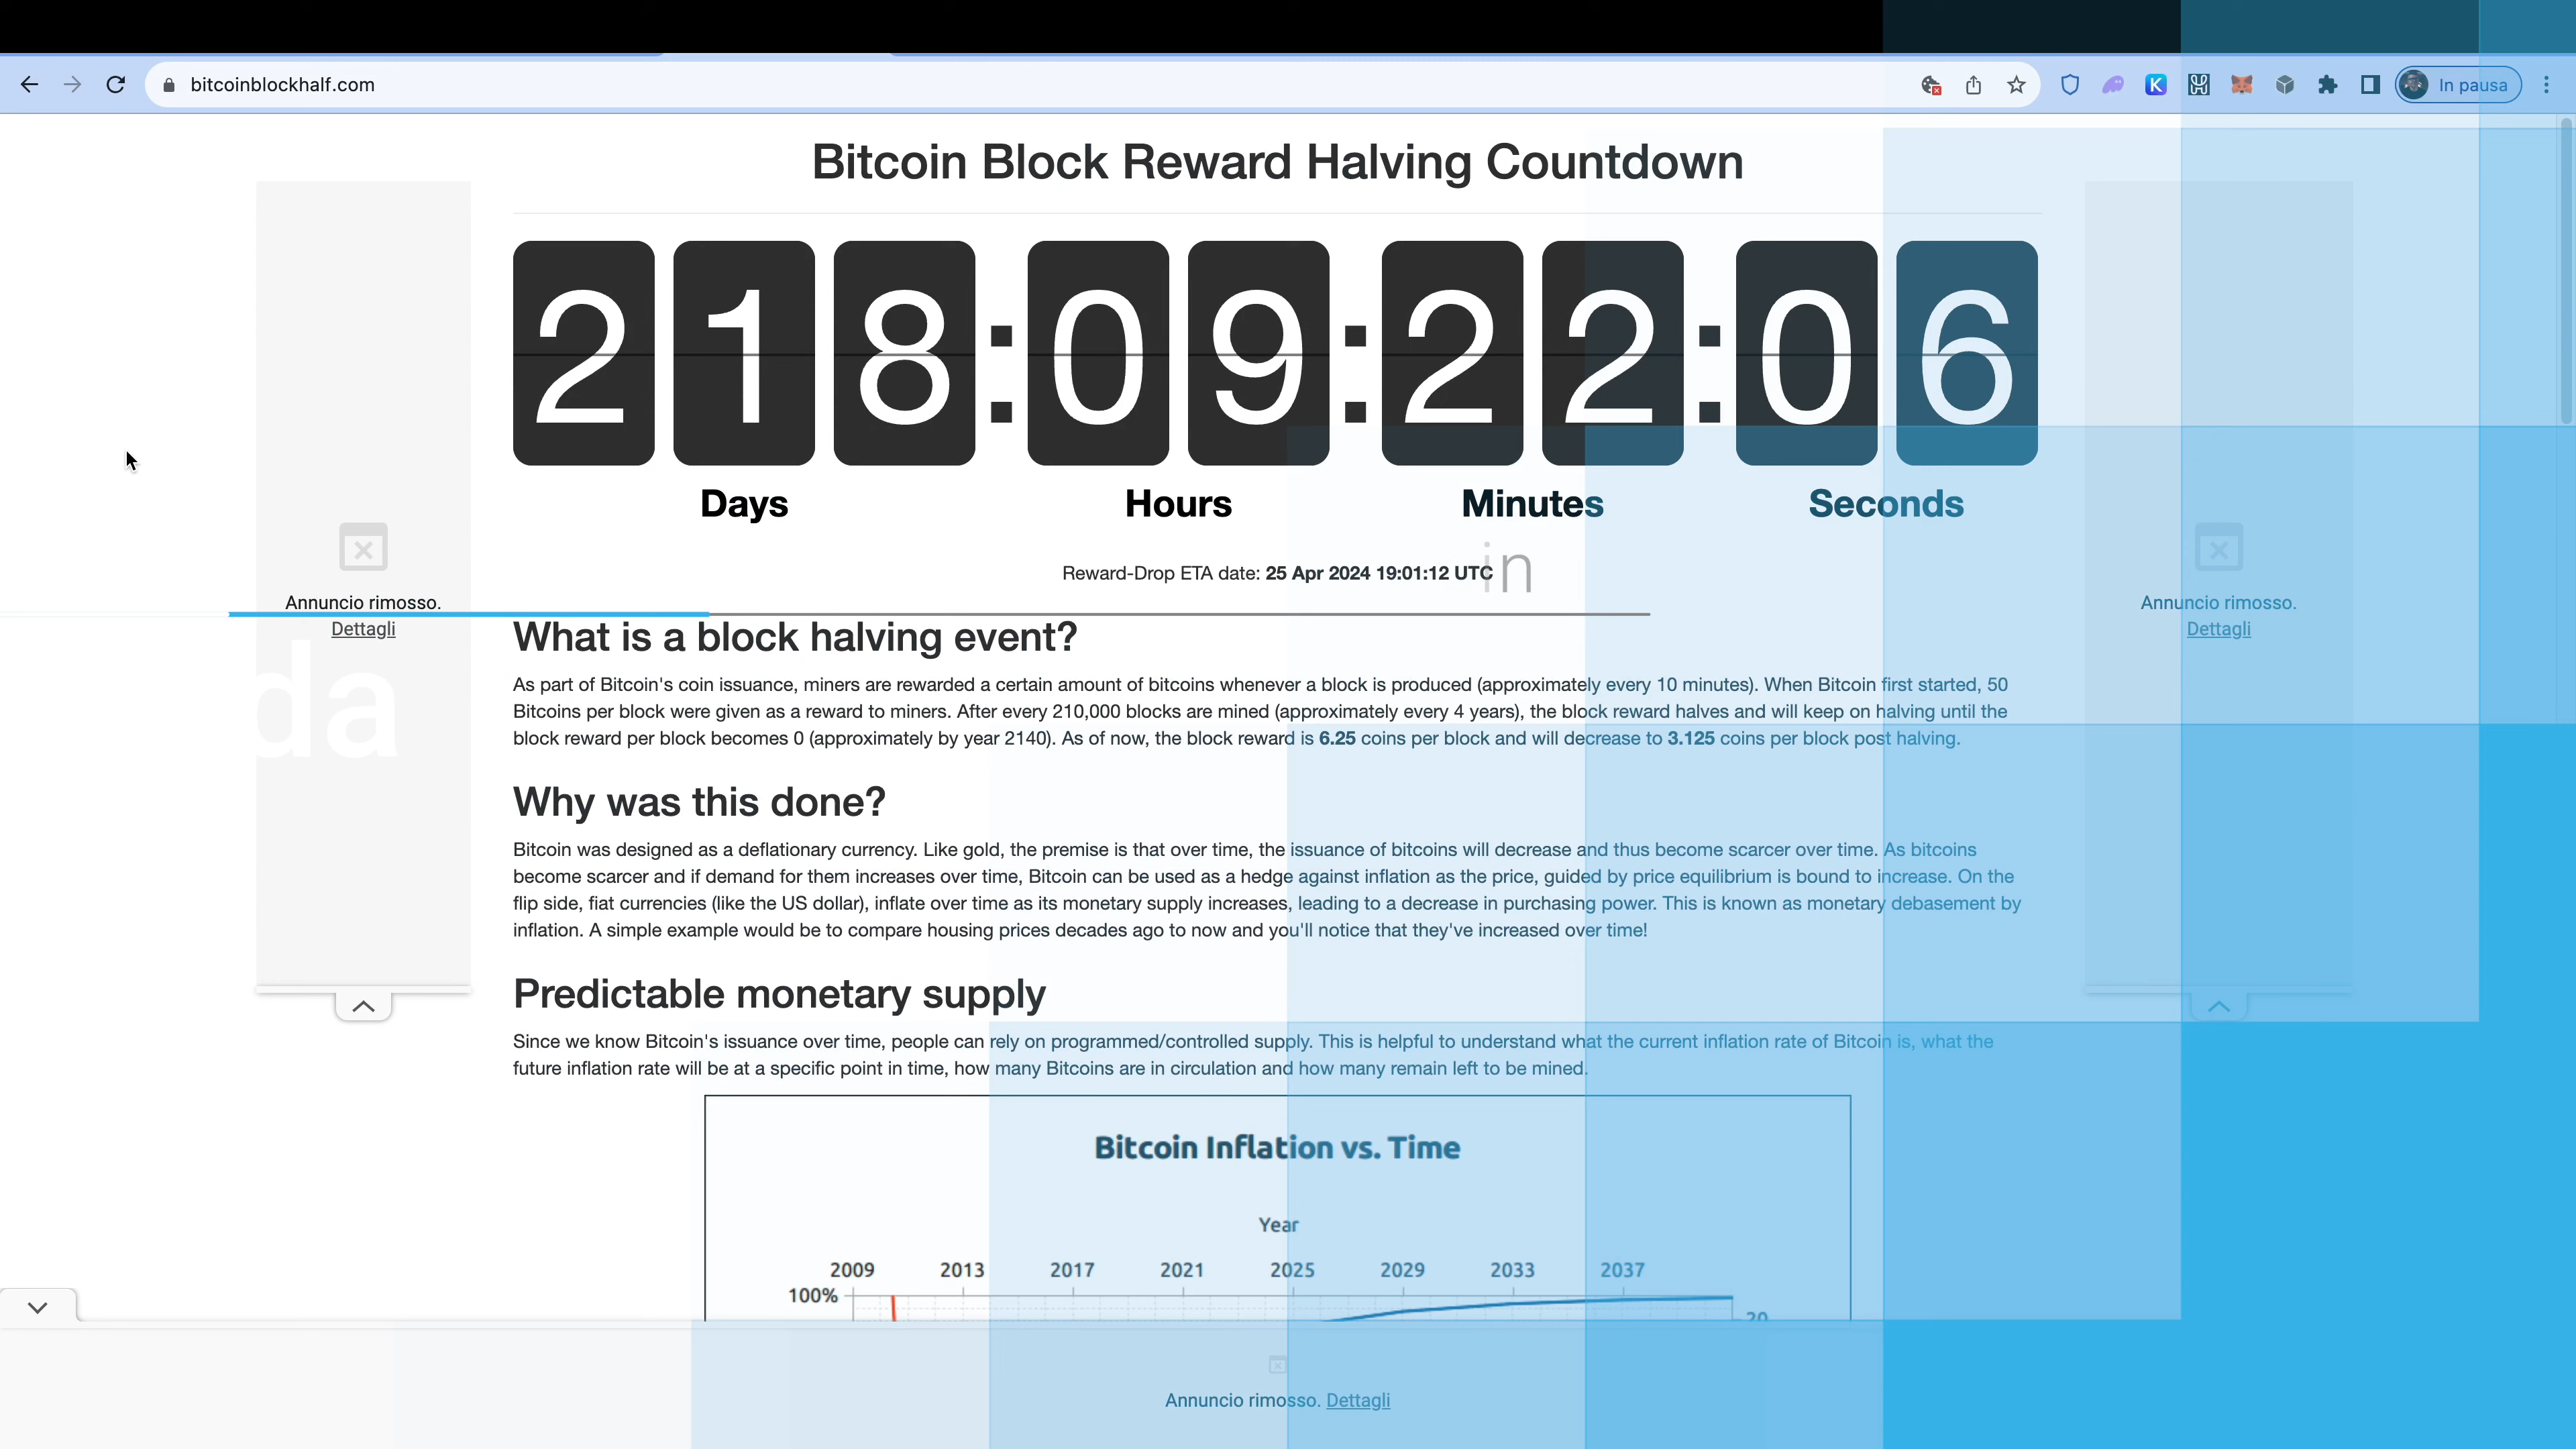 bitcoinblockhalf.com
In pausa
Bitcoin Block Reward Halving Countdown
218:09:22:06
Days Hours Minutes Seconds
Reward-Drop ETA date: 25 Apr 2024 19:01:12 UTC
in
Annuncio rimosso.
Dettagli
da
Annuncio rimosso.
Dettagli
What is a block halving event?
As part of Bitcoin's coin issuance, miners are rewarded a certain amount of bitcoins whenever a block is produced (approximately every 10 minutes). When Bitcoin first started, 50
Bitcoins per block were given as a reward to miners. After every 210,000 blocks are mined (approximately every 4 years), the block reward halves and will keep on halving until the
block reward per block becomes 0 (approximately by year 2140). As of now, the block reward is 6.25 coins per block and will decrease to 3.125 coins per block post halving.
Why was this done?
Bitcoin was designed as a deflationary currency. Like gold, the premise is that over time, the issuance of bitcoins will decrease and thus become scarcer over time. As bitcoins
become scarcer and if demand for them increases over time, Bitcoin can be used as a hedge against inflation as the price, guided by price equilibrium is bound to increase. On the
flip side, fiat currencies (like the US dollar), inflate over time as its monetary supply increases, leading to a decrease in purchasing power. This is known as monetary debasement by
inflation. A simple example would be to compare housing prices decades ago to now and you'll notice that they've increased over time!
Predictable monetary supply
Since we know Bitcoin's issuance over time, people can rely on programmed/controlled supply. This is helpful to understand what the current inflation rate of Bitcoin is, what the
future inflation rate will be at a specific point in time, how many Bitcoins are in circulation and how many remain left to be mined.
Bitcoin Inflation vs. Time
Year
2009 2013 2017 2021 2025 2029 2033 2037
100%
20
Annuncio rimosso. Dettagli